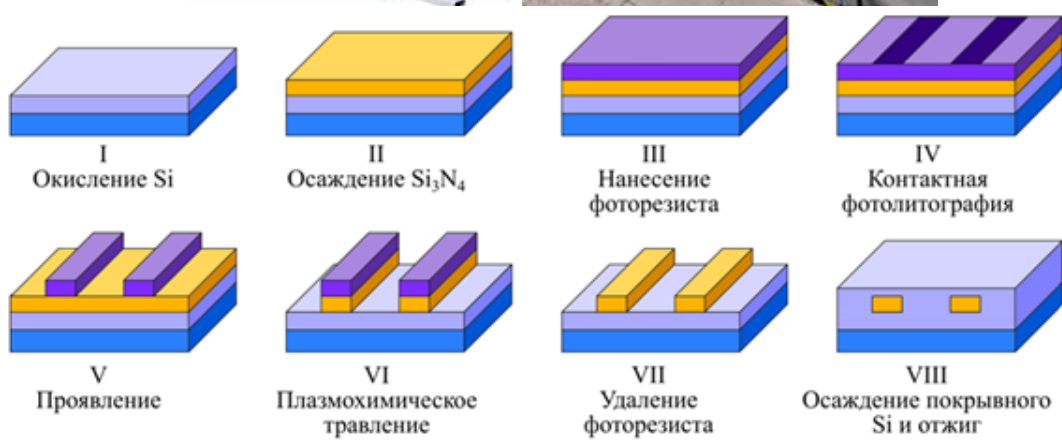 I
Окисление Si
II
Осаждение Si₃N₄
III
Нанесение
фоторезиста
IV
Контактная
фотолитография
V
Проявление
VI
Плазмохимическое
травление
VII
Удаление
фоторезиста
VIII
Осаждение покрывного
Si и отжиг